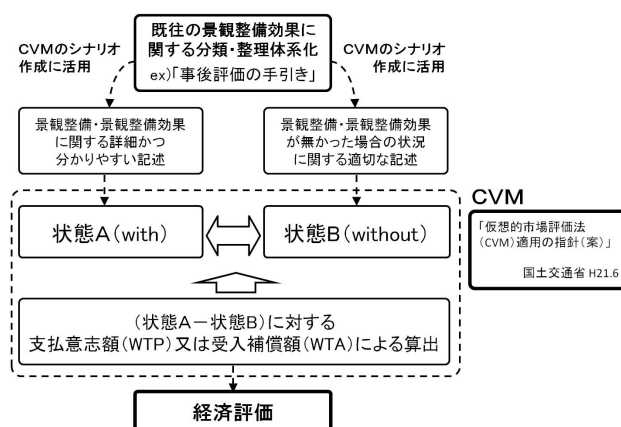 既往の景観整備効果に
関する分類・整理体系化
ex)「事後評価の手引き」
CVMのシナリオ
作成に活用
CVMのシナリオ
作成に活用
景観整備・景観整備効果
に関する詳細かつ
分かりやすい記述
景観整備・景観整備効果
が無かった場合の状況
に関する適切な記述
CVM
状態A(with)
状態B(without)
「仮想的市場評価法
(CVM)適用の指針(案)」
国土交通省 H21.6
(状態A－状態B)に対する
支払意志額(WTP)又は受入補償額(WTA)による算出
経済評価